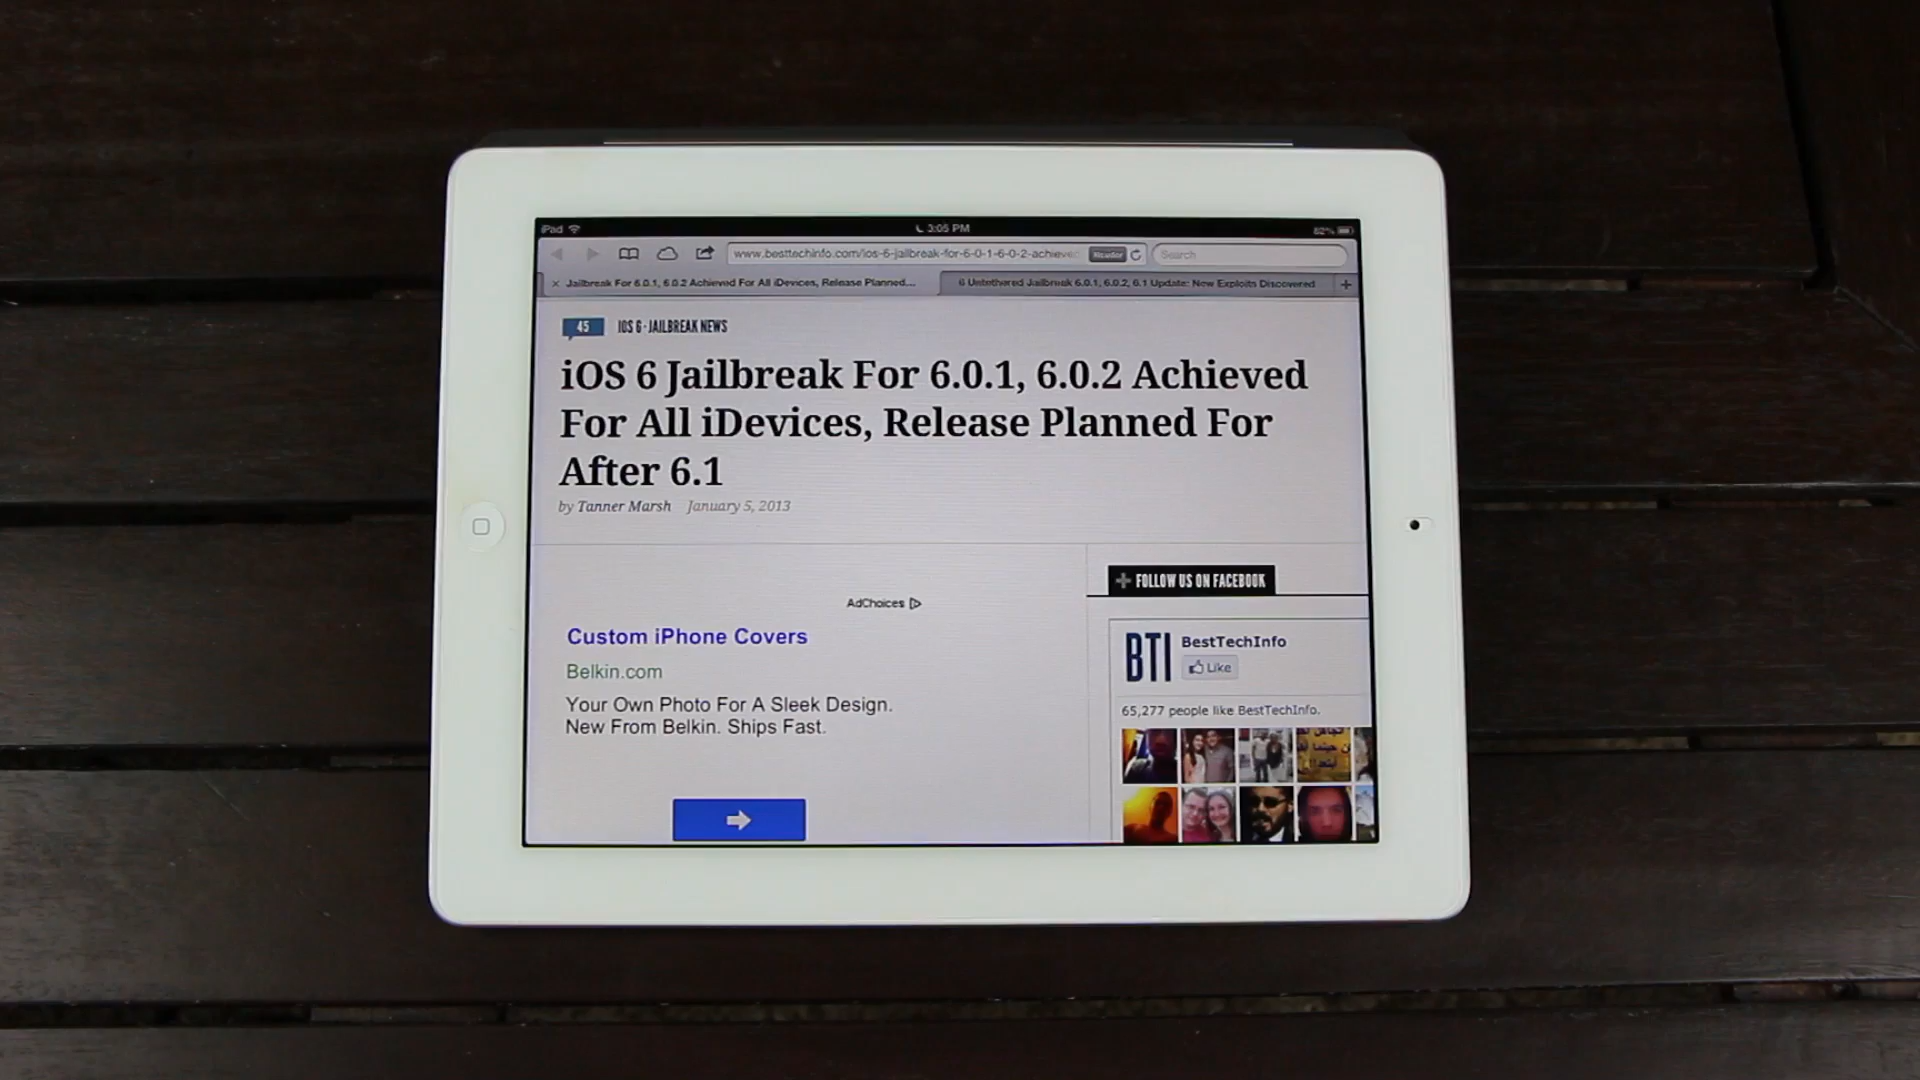 iPad
3:05 PM
82%
www.besttechinfo.com/ios-6-jailbreak-for-6-0-1-6-0-2-achieved
Reader
Search
Jailbreak For 6.0.1, 6.0.2 Achieved For All iDevices, Release Planned...
6 Untethered Jailbreak 6.0.1, 6.0.2, 6.1 Update: New Exploits Discovered
45
IOS 6 · JAILBREAK NEWS
iOS 6 Jailbreak For 6.0.1, 6.0.2 Achieved
For All iDevices, Release Planned For
After 6.1
by Tanner Marsh January 5, 2013
FOLLOW US ON FACEBOOK
AdChoices
Custom iPhone Covers
Belkin.com
Your Own Photo For A Sleek Design.
New From Belkin. Ships Fast.
BTI
BestTechInfo
Like
65,277 people like BestTechInfo.